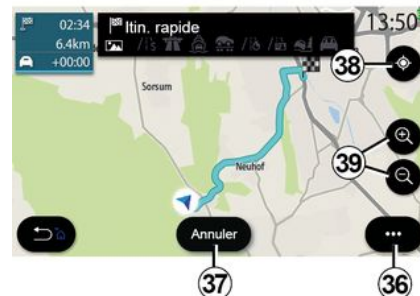 02:34
6.4km
+00:00
Itin. rapide
13:50
38
Sorsum
39
Neuhof
Annuler
37
36